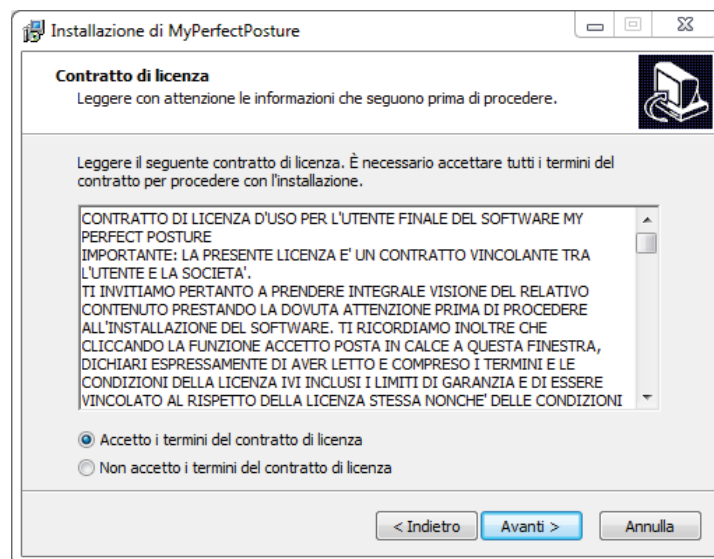 Installazione di MyPerfectPosture
Contratto di licenza
Leggere con attenzione le informazioni che seguono prima di procedere.
Leggere il seguente contratto di licenza. È necessario accettare tutti i termini del
contratto per procedere con l'installazione.
CONTRATTO DI LICENZA D'USO PER L'UTENTE FINALE DEL SOFTWARE MY
PERFECT POSTURE
IMPORTANTE: LA PRESENTE LICENZA E' UN CONTRATTO VINCOLANTE TRA
L'UTENTE E LA SOCIETA'.
TI INVITIAMO PERTANTO A PRENDERE INTEGRALE VISIONE DEL RELATIVO
CONTENUTO PRESTANDO LA DOVUTA ATTENZIONE PRIMA DI PROCEDERE
ALL'INSTALLAZIONE DEL SOFTWARE. TI RICORDIAMO INOLTRE CHE
CLICCANDO LA FUNZIONE ACCETTO POSTA IN CALCE A QUESTA FINESTRA,
DICHIARI ESPRESSAMENTE DI AVER LETTO E COMPRESO I TERMINI E LE
CONDIZIONI DELLA LICENZA IVI INCLUSI I LIMITI DI GARANZIA E DI ESSERE
VINCOLATO AL RISPETTO DELLA LICENZA STESSA NONCHE' DELLE CONDIZIONI
Accetto i termini del contratto di licenza
Non accetto i termini del contratto di licenza
< Indietro Avanti > Annulla